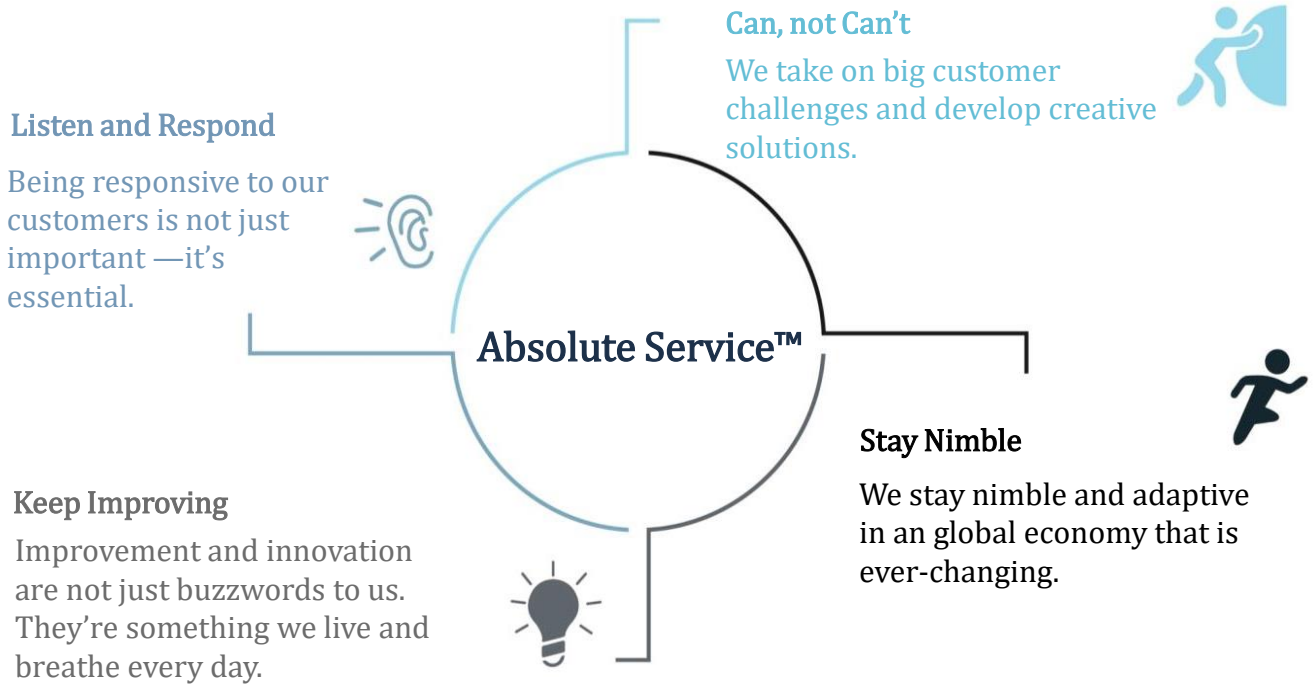 Can, not Can’t
We take on big customer
challenges and develop creative
solutions.
Listen and Respond
Being responsive to our
customers is not just
important —it’s
essential.
Absolute Service™
Stay Nimble
We stay nimble and adaptive
in an global economy that is
ever-changing.
Keep Improving
Improvement and innovation
are not just buzzwords to us.
They’re something we live and
breathe every day.